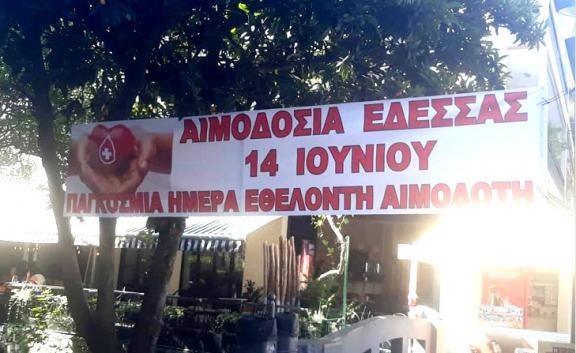 ΑΙΜΟΔΟΣΙΑ ΕΔΕΣΣΑΣ
14 ΙΟΥΝΙΟΥ
ΠΑΓΚΟΣΜΙΑ ΗΜΕΡΑ ΕΘΕΛΟΝΤΗ ΑΙΜΟΔΟΤΗ